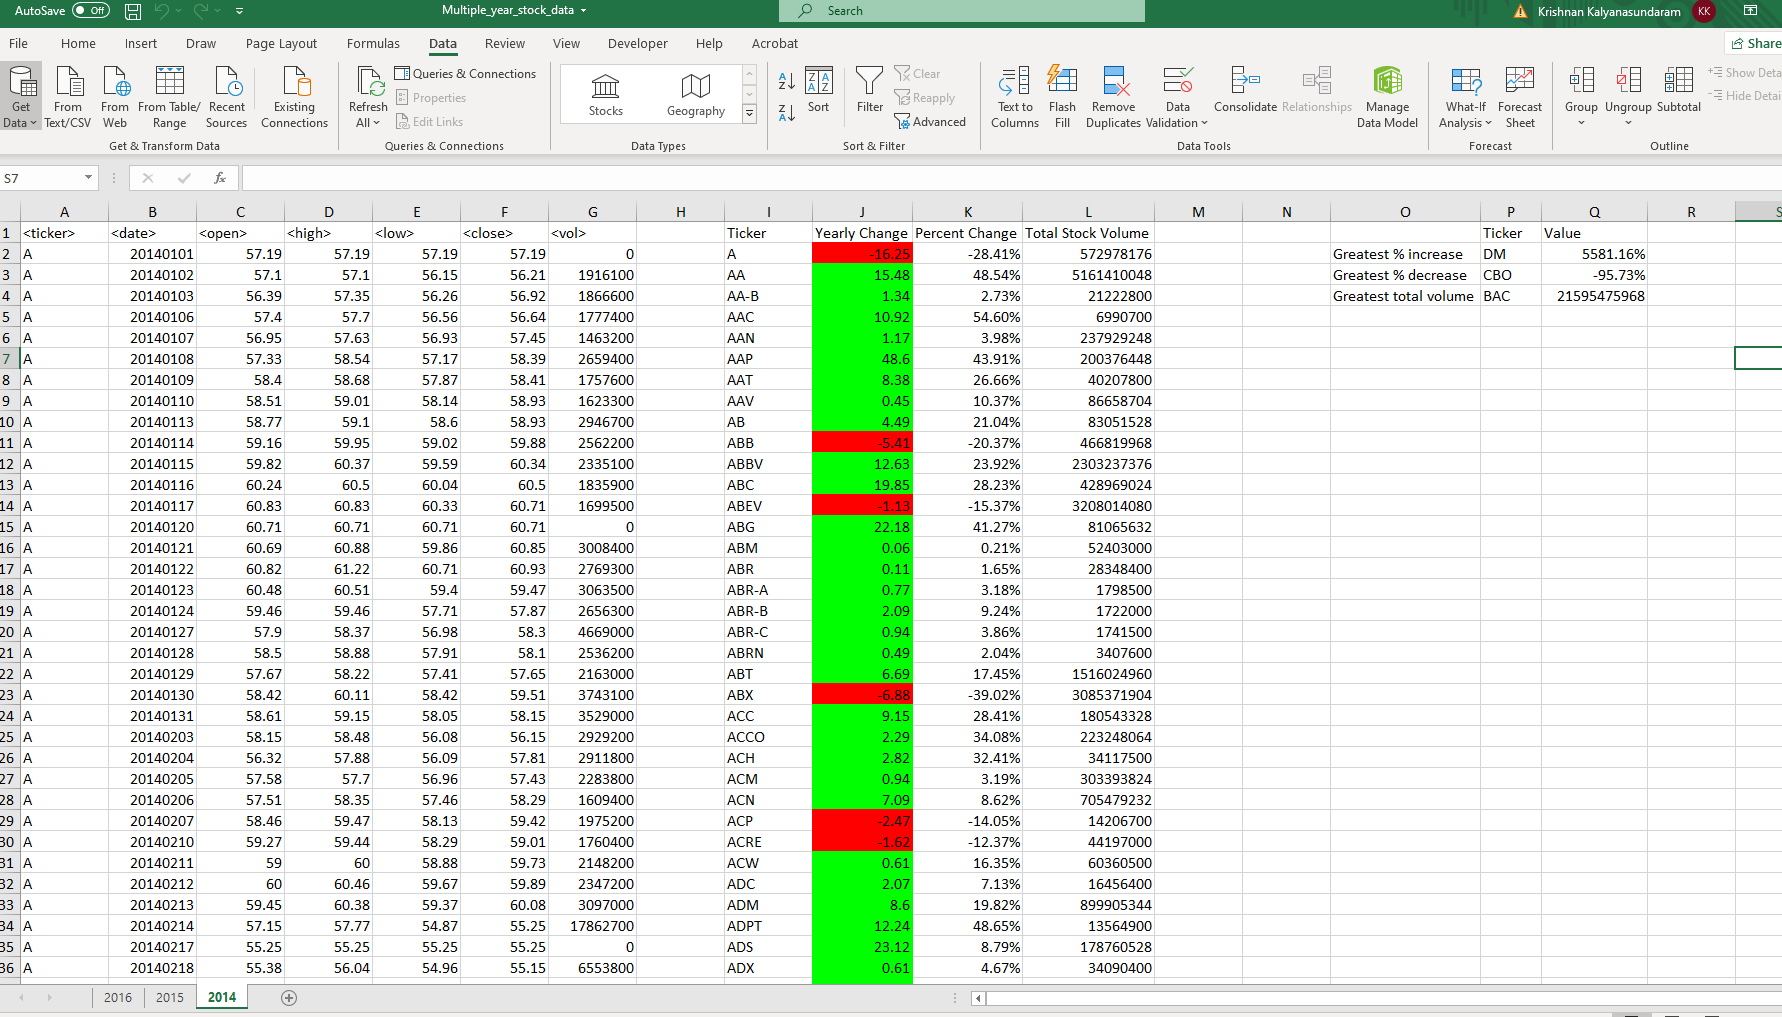 AutoSave Off Multiple_year_stock_data Search Krishnan Kalyanasundaram KK
File Home Insert Draw Page Layout Formulas Data Review View Developer Help Acrobat Share
Get Data From Text/CSV From Web From Table/ Range Recent Sources Existing Connections
Get & Transform Data
Refresh All Queries & Connections Properties Edit Links
Queries & Connections
Stocks Geography
Data Types
Sort Filter Clear Reapply Advanced
Sort & Filter
Text to Columns Flash Fill Remove Duplicates Data Validation Consolidate Relationships Manage Data Model
Data Tools
What-If Analysis Forecast Sheet
Forecast
Group Ungroup Subtotal Show Hide
Outline
S7 fx
A B C D E F G H I J K L M N O P Q R S
1 <ticker> <date> <open> <high> <low> <close> <vol> Ticker Yearly Change Percent Change Total Stock Volume Ticker Value
2 A 20140101 57.19 57.19 57.19 57.19 0 A -16.25 -28.41% 572978176 Greatest % increase DM 5581.16%
3 A 20140102 57.1 57.1 56.15 56.21 1916100 AA 15.48 48.54% 5161410048 Greatest % decrease CBO -95.73%
4 A 20140103 56.39 57.35 56.26 56.92 1866600 AA-B 1.34 2.73% 21222800 Greatest total volume BAC 21595475968
5 A 20140106 57.4 57.7 56.56 56.64 1777400 AAC 10.92 54.60% 6990700
6 A 20140107 56.95 57.63 56.93 57.45 1463200 AAN 1.17 3.98% 237929248
7 A 20140108 57.33 58.54 57.17 58.39 2659400 AAP 48.6 43.91% 200376448
8 A 20140109 58.4 58.68 57.87 58.41 1757600 AAT 8.38 26.66% 40207800
9 A 20140110 58.51 59.01 58.14 58.93 1623300 AAV 0.45 10.37% 86658704
10 A 20140113 58.77 59.1 58.6 58.93 2946700 AB 4.49 21.04% 83051528
11 A 20140114 59.16 59.95 59.02 59.88 2562200 ABB -5.41 -20.37% 466819968
12 A 20140115 59.82 60.37 59.59 60.34 2335100 ABBV 12.63 23.92% 2303237376
13 A 20140116 60.24 60.5 60.04 60.5 1835900 ABC 19.85 28.23% 428969024
14 A 20140117 60.83 60.83 60.33 60.71 1699500 ABEV -1.13 -15.37% 3208014080
15 A 20140120 60.71 60.71 60.71 60.71 0 ABG 22.18 41.27% 81065632
16 A 20140121 60.69 60.88 59.86 60.85 3008400 ABM 0.06 0.21% 52403000
17 A 20140122 60.82 61.22 60.71 60.93 2769300 ABR 0.11 1.65% 28348400
18 A 20140123 60.48 60.51 59.4 59.47 3063500 ABR-A 0.77 3.18% 1798500
19 A 20140124 59.46 59.46 57.71 57.87 2656300 ABR-B 2.09 9.24% 1722000
20 A 20140127 57.9 58.37 56.98 58.3 4669000 ABR-C 0.94 3.86% 1741500
21 A 20140128 58.5 58.88 57.91 58.1 2536200 ABRN 0.49 2.04% 3407600
22 A 20140129 57.67 58.22 57.41 57.65 2163000 ABT 6.69 17.45% 1516024960
23 A 20140130 58.42 60.11 58.42 59.51 3743100 ABX -6.88 -39.02% 3085371904
24 A 20140131 58.61 59.15 58.05 58.15 3529000 ACC 9.15 28.41% 180543328
25 A 20140203 58.15 58.48 56.08 56.15 2929200 ACCO 2.29 34.08% 223248064
26 A 20140204 56.32 57.88 56.09 57.81 2911800 ACH 2.82 32.41% 34117500
27 A 20140205 57.58 57.7 56.96 57.43 2283800 ACM 0.94 3.19% 303393824
28 A 20140206 57.51 58.35 57.46 58.29 1609400 ACN 7.09 8.62% 705479232
29 A 20140207 58.46 59.47 58.13 59.42 1975200 ACP -2.47 -14.05% 14206700
30 A 20140210 59.27 59.44 58.29 59.01 1760400 ACRE -1.62 -12.37% 44197000
31 A 20140211 59 60 58.88 59.73 2148200 ACW 0.61 16.35% 60360500
32 A 20140212 60 60.46 59.67 59.89 2347200 ADC 2.07 7.13% 16456400
33 A 20140213 59.45 60.38 59.37 60.08 3097000 ADM 8.6 19.82% 899905344
34 A 20140214 57.15 57.77 54.87 55.25 17862700 ADPT 12.24 48.65% 13564900
35 A 20140217 55.25 55.25 55.25 55.25 0 ADS 23.12 8.79% 178760528
36 A 20140218 55.38 56.04 54.96 55.15 6553800 ADX 0.61 4.67% 34090400
2016 2015 2014